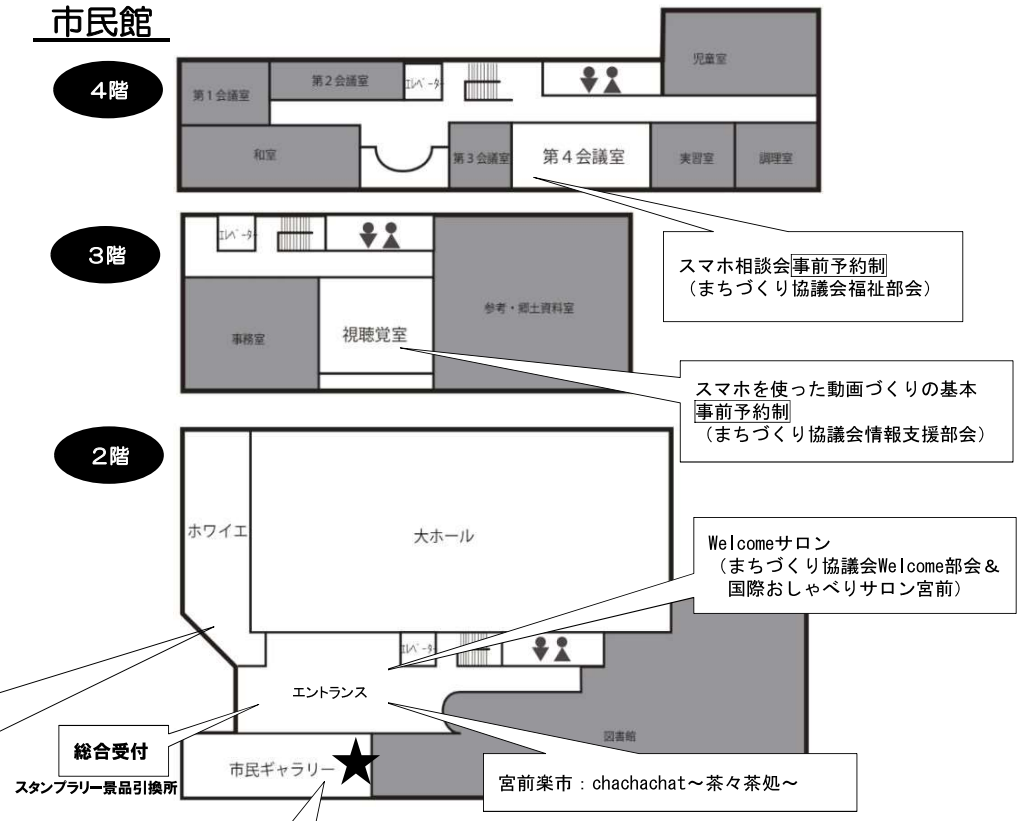 市民館
4階
児童室
第1会議室
第2会議室
エレベーター
和室
第3会議室
第4会議室
実習室
調理室
スマホ相談会事前予約制
（まちづくり協議会福祉部会）
3階
エレベーター
事務室
視聴覚室
参考・郷土資料室
スマホを使った動画づくりの基本
事前予約制
（まちづくり協議会情報支援部会）
2階
ホワイエ
大ホール
Welcomeサロン
（まちづくり協議会Welcome部会＆
国際おしゃべりサロン宮前）
エレベーター
エントランス
図書館
総合受付
スタンプラリー景品引換所
市民ギャラリー
宮前楽市：chachachat～茶々茶処～